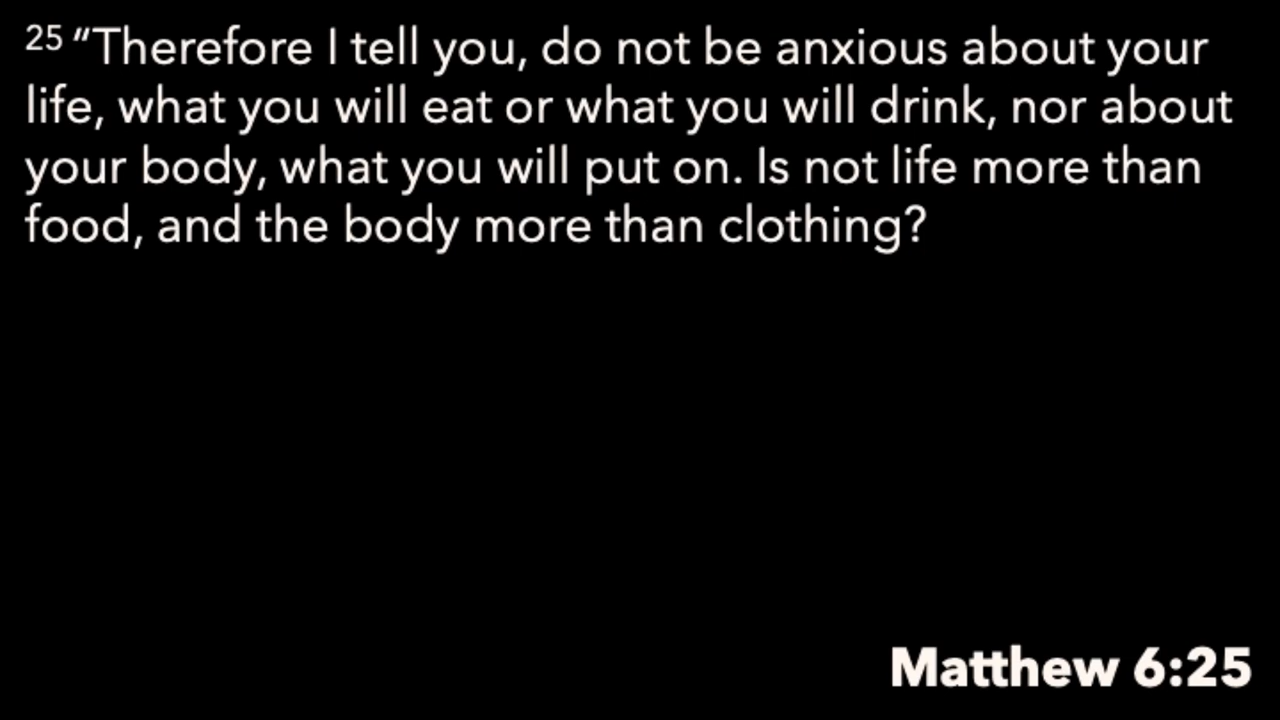 25 "Therefore I tell you, do not be anxious about your
life, what you will eat or what you will drink, nor about
your body, what you will put on. Is not life more than
food, and the body more than clothing?
Matthew 6:25